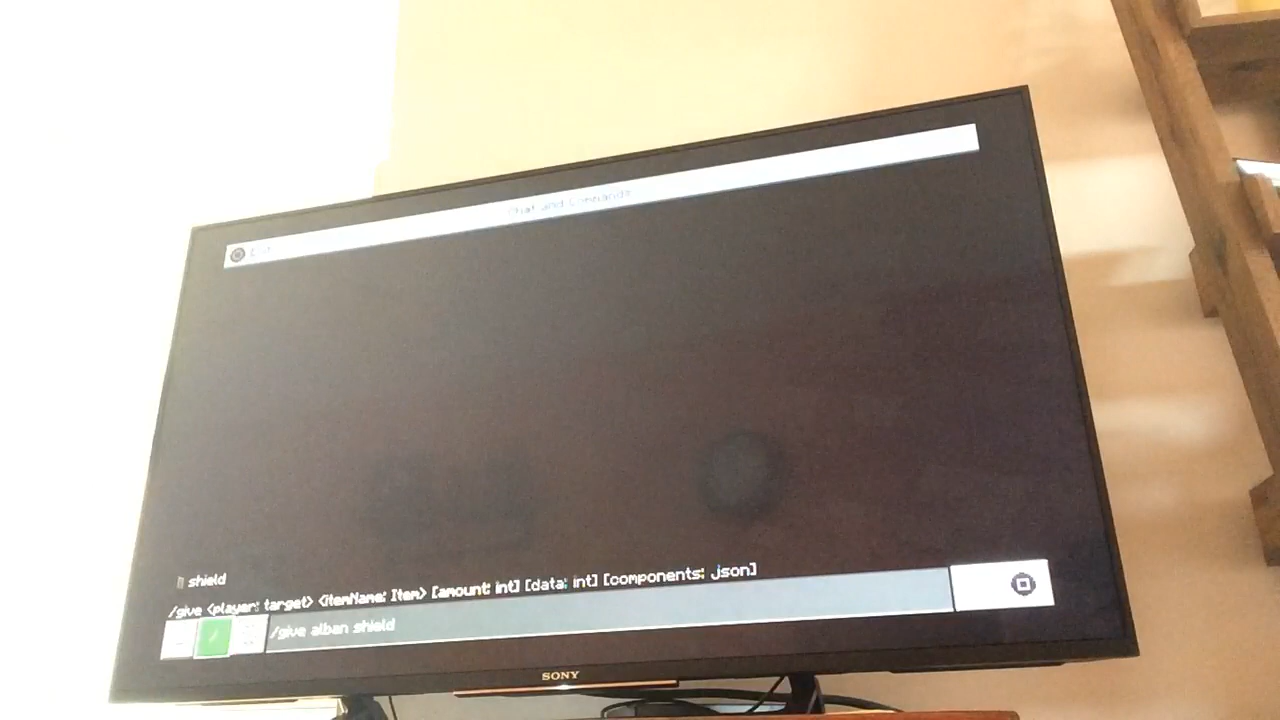 Chat and Commands
Exit
shield
/give <player: target> <itemName: Item> [amount: int] [data: int] [components: json]
/give alban shield
SONY